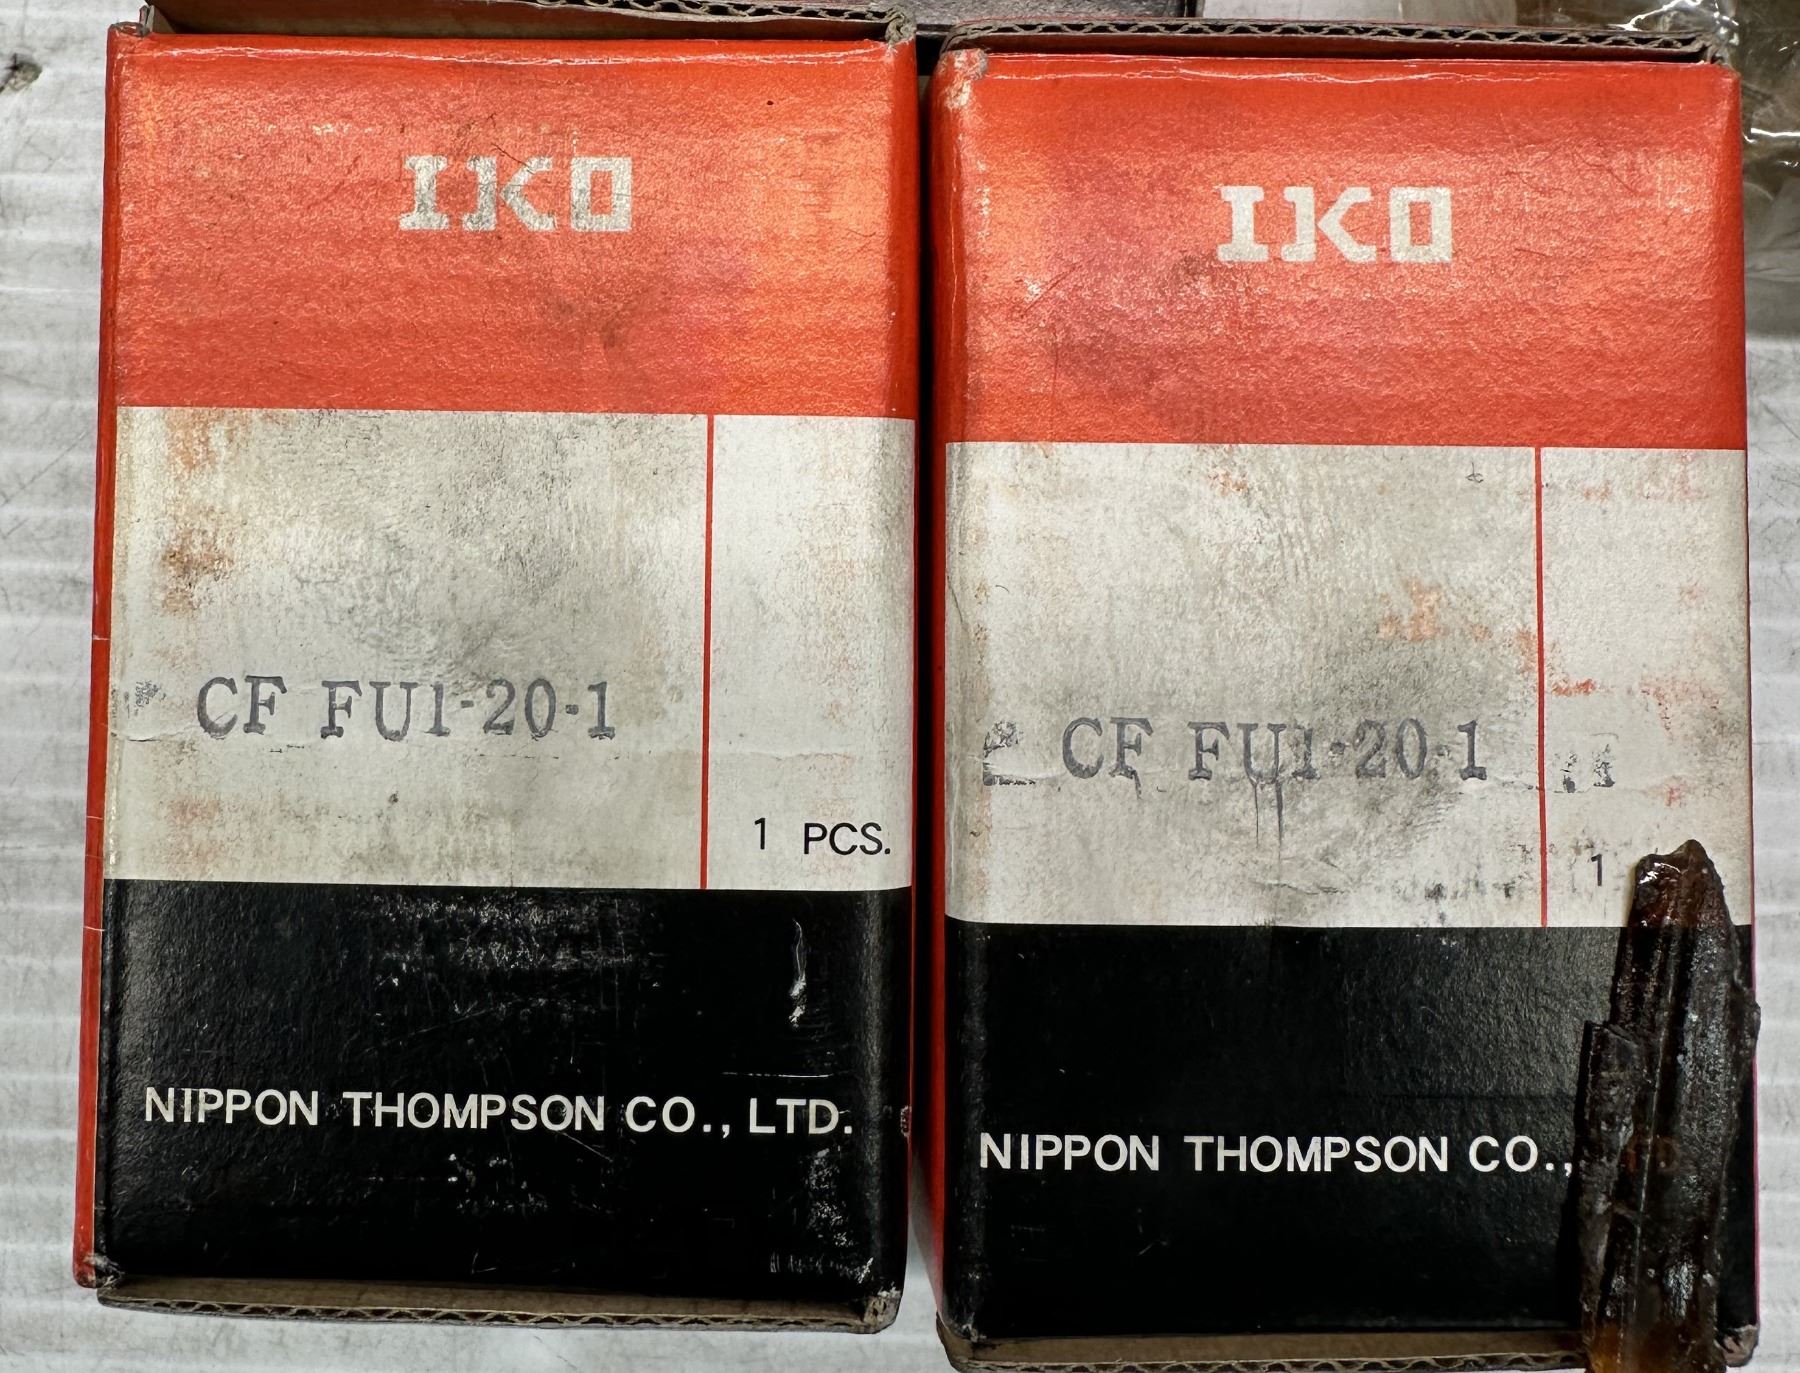 IKO
CF FU1-20-1
1 PCS.
NIPPON THOMPSON CO., LTD.
IKO
CF FU1-20-1
1
NIPPON THOMPSON CO.,